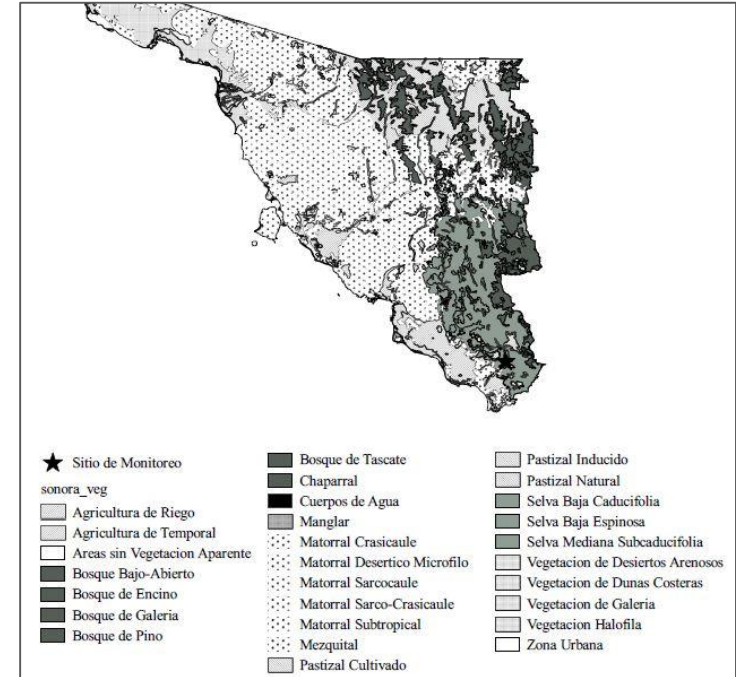 Sitio de Monitoreo
sonora_veg
Agricultura de Riego
Agricultura de Temporal
Areas sin Vegetacion Aparente
Bosque Bajo-Abierto
Bosque de Encino
Bosque de Galeria
Bosque de Pino
Bosque de Tascate
Chaparral
Cuerpos de Agua
Manglar
Matorral Crasicaule
Matorral Desertico Microfilo
Matorral Sarcocaule
Matorral Sarco-Crasicaule
Matorral Subtropical
Mezquital
Pastizal Cultivado
Pastizal Inducido
Pastizal Natural
Selva Baja Caducifolia
Selva Baja Espinosa
Selva Mediana Subcaducifolia
Vegetacion de Desiertos Arenosos
Vegetacion de Dunas Costeras
Vegetacion de Galeria
Vegetacion Halofila
Zona Urbana